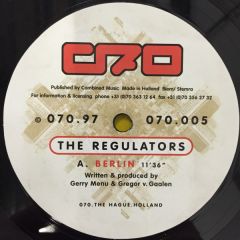 070
Published by Combined Music Made in Holland Biem/Stemra
For information & licensing phone +31 (0)70 363 12 64 fax +31 (0)70 356 27 32
℗ 070.97 070.005
THE REGULATORS
A. BERLIN 11'36"
Written & produced by
Gerry Menu & Gregor v.Gaalen
070.THE HAGUE.HOLLAND